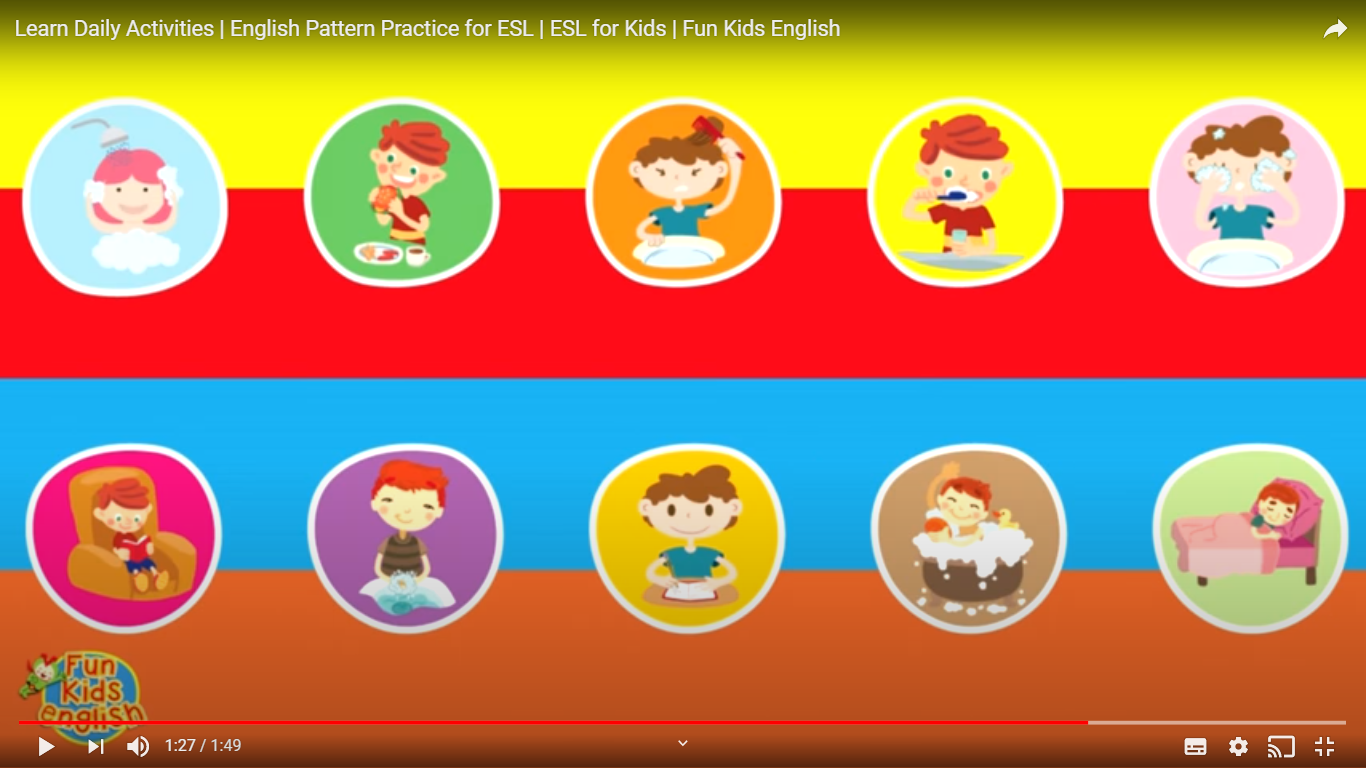 Learn Daily Activities | English Pattern Practice for ESL | ESL for Kids | Fun Kids English
Fun
Kids
English
1:27 / 1:49